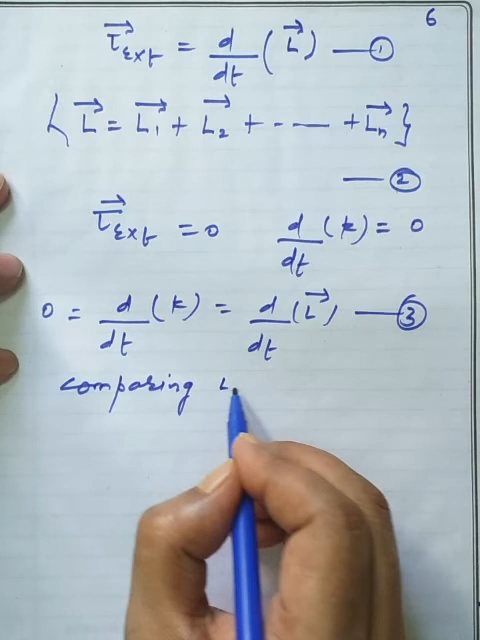 6
τ⃗ext = d/dt (L⃗) — ①
{ L⃗ = L⃗1 + L⃗2 + ----- + L⃗n }
— ②
τ⃗ext = 0 d/dt (k) = 0
0 = d/dt (k) = d/dt (L⃗) — ③
comparing